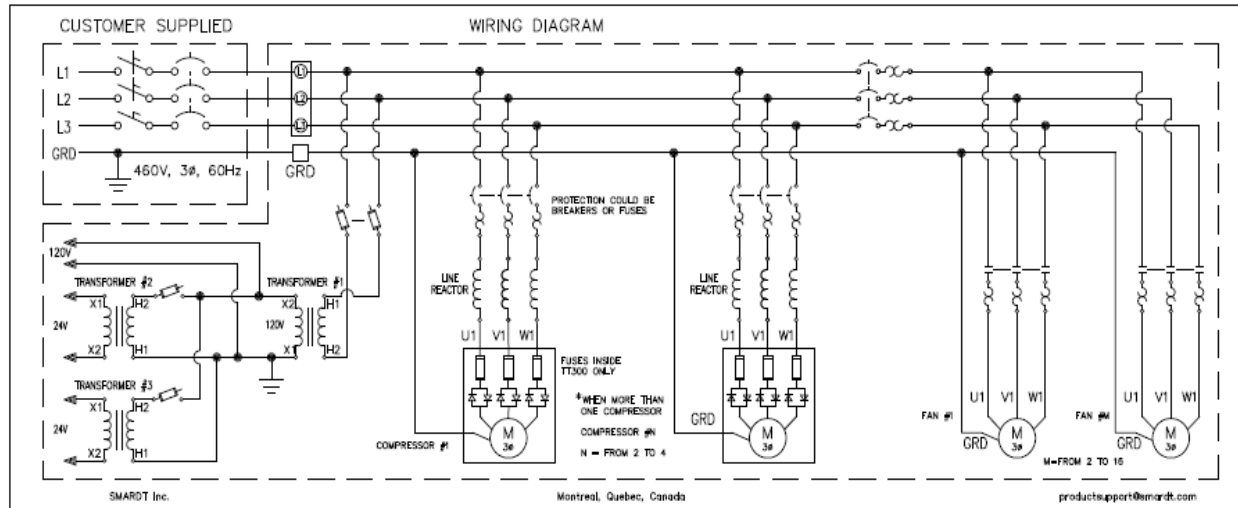 CUSTOMER SUPPLIED
WIRING DIAGRAM
L1
L2
L3
GRD
460V, 3ø, 60Hz
L1
L2
L3
GRD
PROTECTION COULD BE
BREAKERS OR FUSES
120V
TRANSFORMER #2
X1
H2
24V
X2
H1
TRANSFORMER #1
X2
H1
120V
X1
H2
TRANSFORMER #3
X1
H2
24V
X2
H1
LINE
REACTOR
U1 V1 W1
FUSES INSIDE
TT300 ONLY
*WHEN MORE THAN
ONE COMPRESSOR
COMPRESSOR #N
N = FROM 2 TO 4
COMPRESSOR #1
M
3ø
LINE
REACTOR
U1 V1 W1
GRD
M
3ø
U1 V1 W1
FAN #1
GRD
M
3ø
U1 V1 W1
FAN #M
GRD
M
3ø
M=FROM 2 TO 16
SMARDT Inc.
Montreal, Quebec, Canada
productsupport@smardt.com